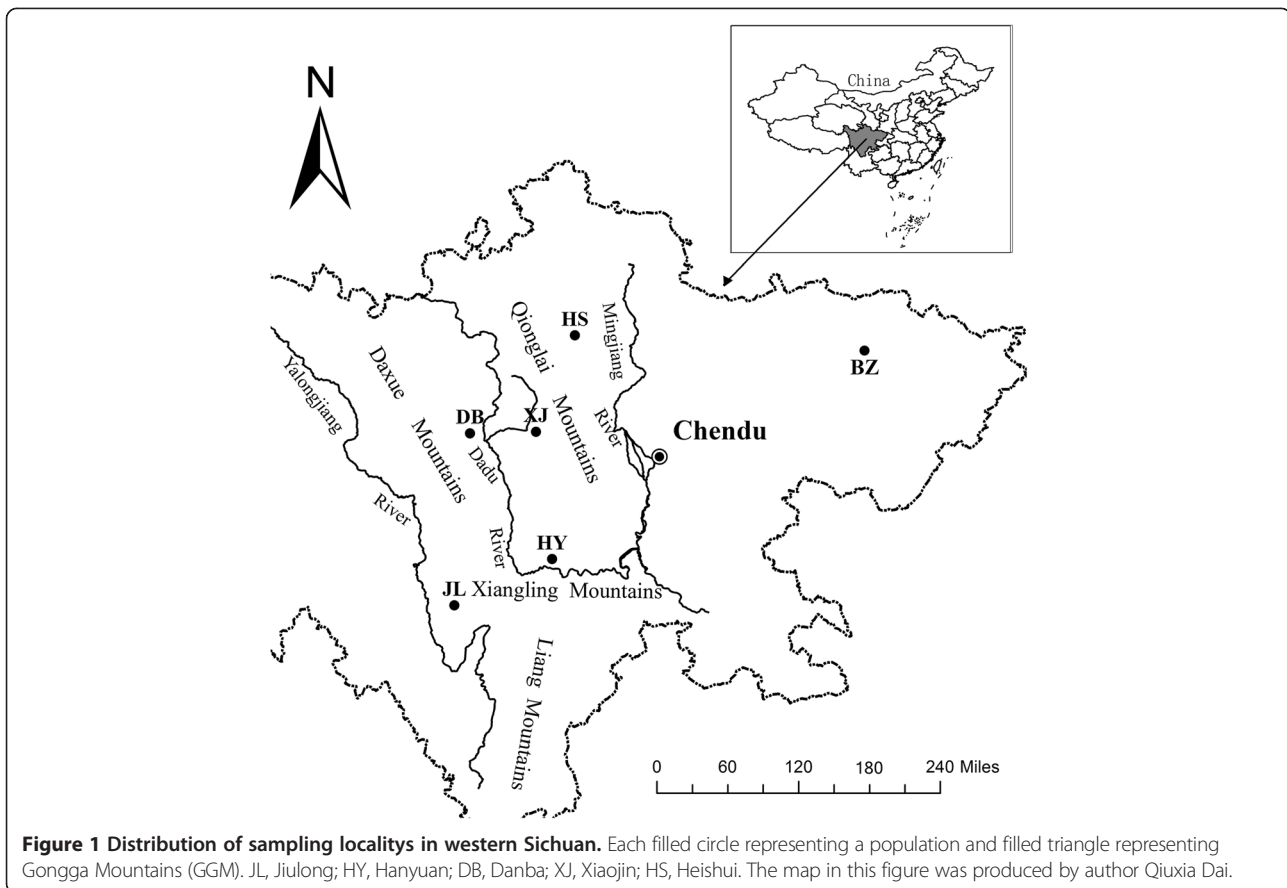 China
N
HS
BZ
Qionglai
Mountains
Mingjiang
River
Daxue
Mountains
Yalongjiang
River
DB
XJ
Dadu
River
Chendu
HY
JL
Xiangling Mountains
Liang Mountains
0 60 120 180 240 Miles
Figure 1 Distribution of sampling localitys in western Sichuan. Each filled circle representing a population and filled triangle representing
Gongga Mountains (GGM). JL, Jiulong; HY, Hanyuan; DB, Danba; XJ, Xiaojin; HS, Heishui. The map in this figure was produced by author Qiuxia Dai.